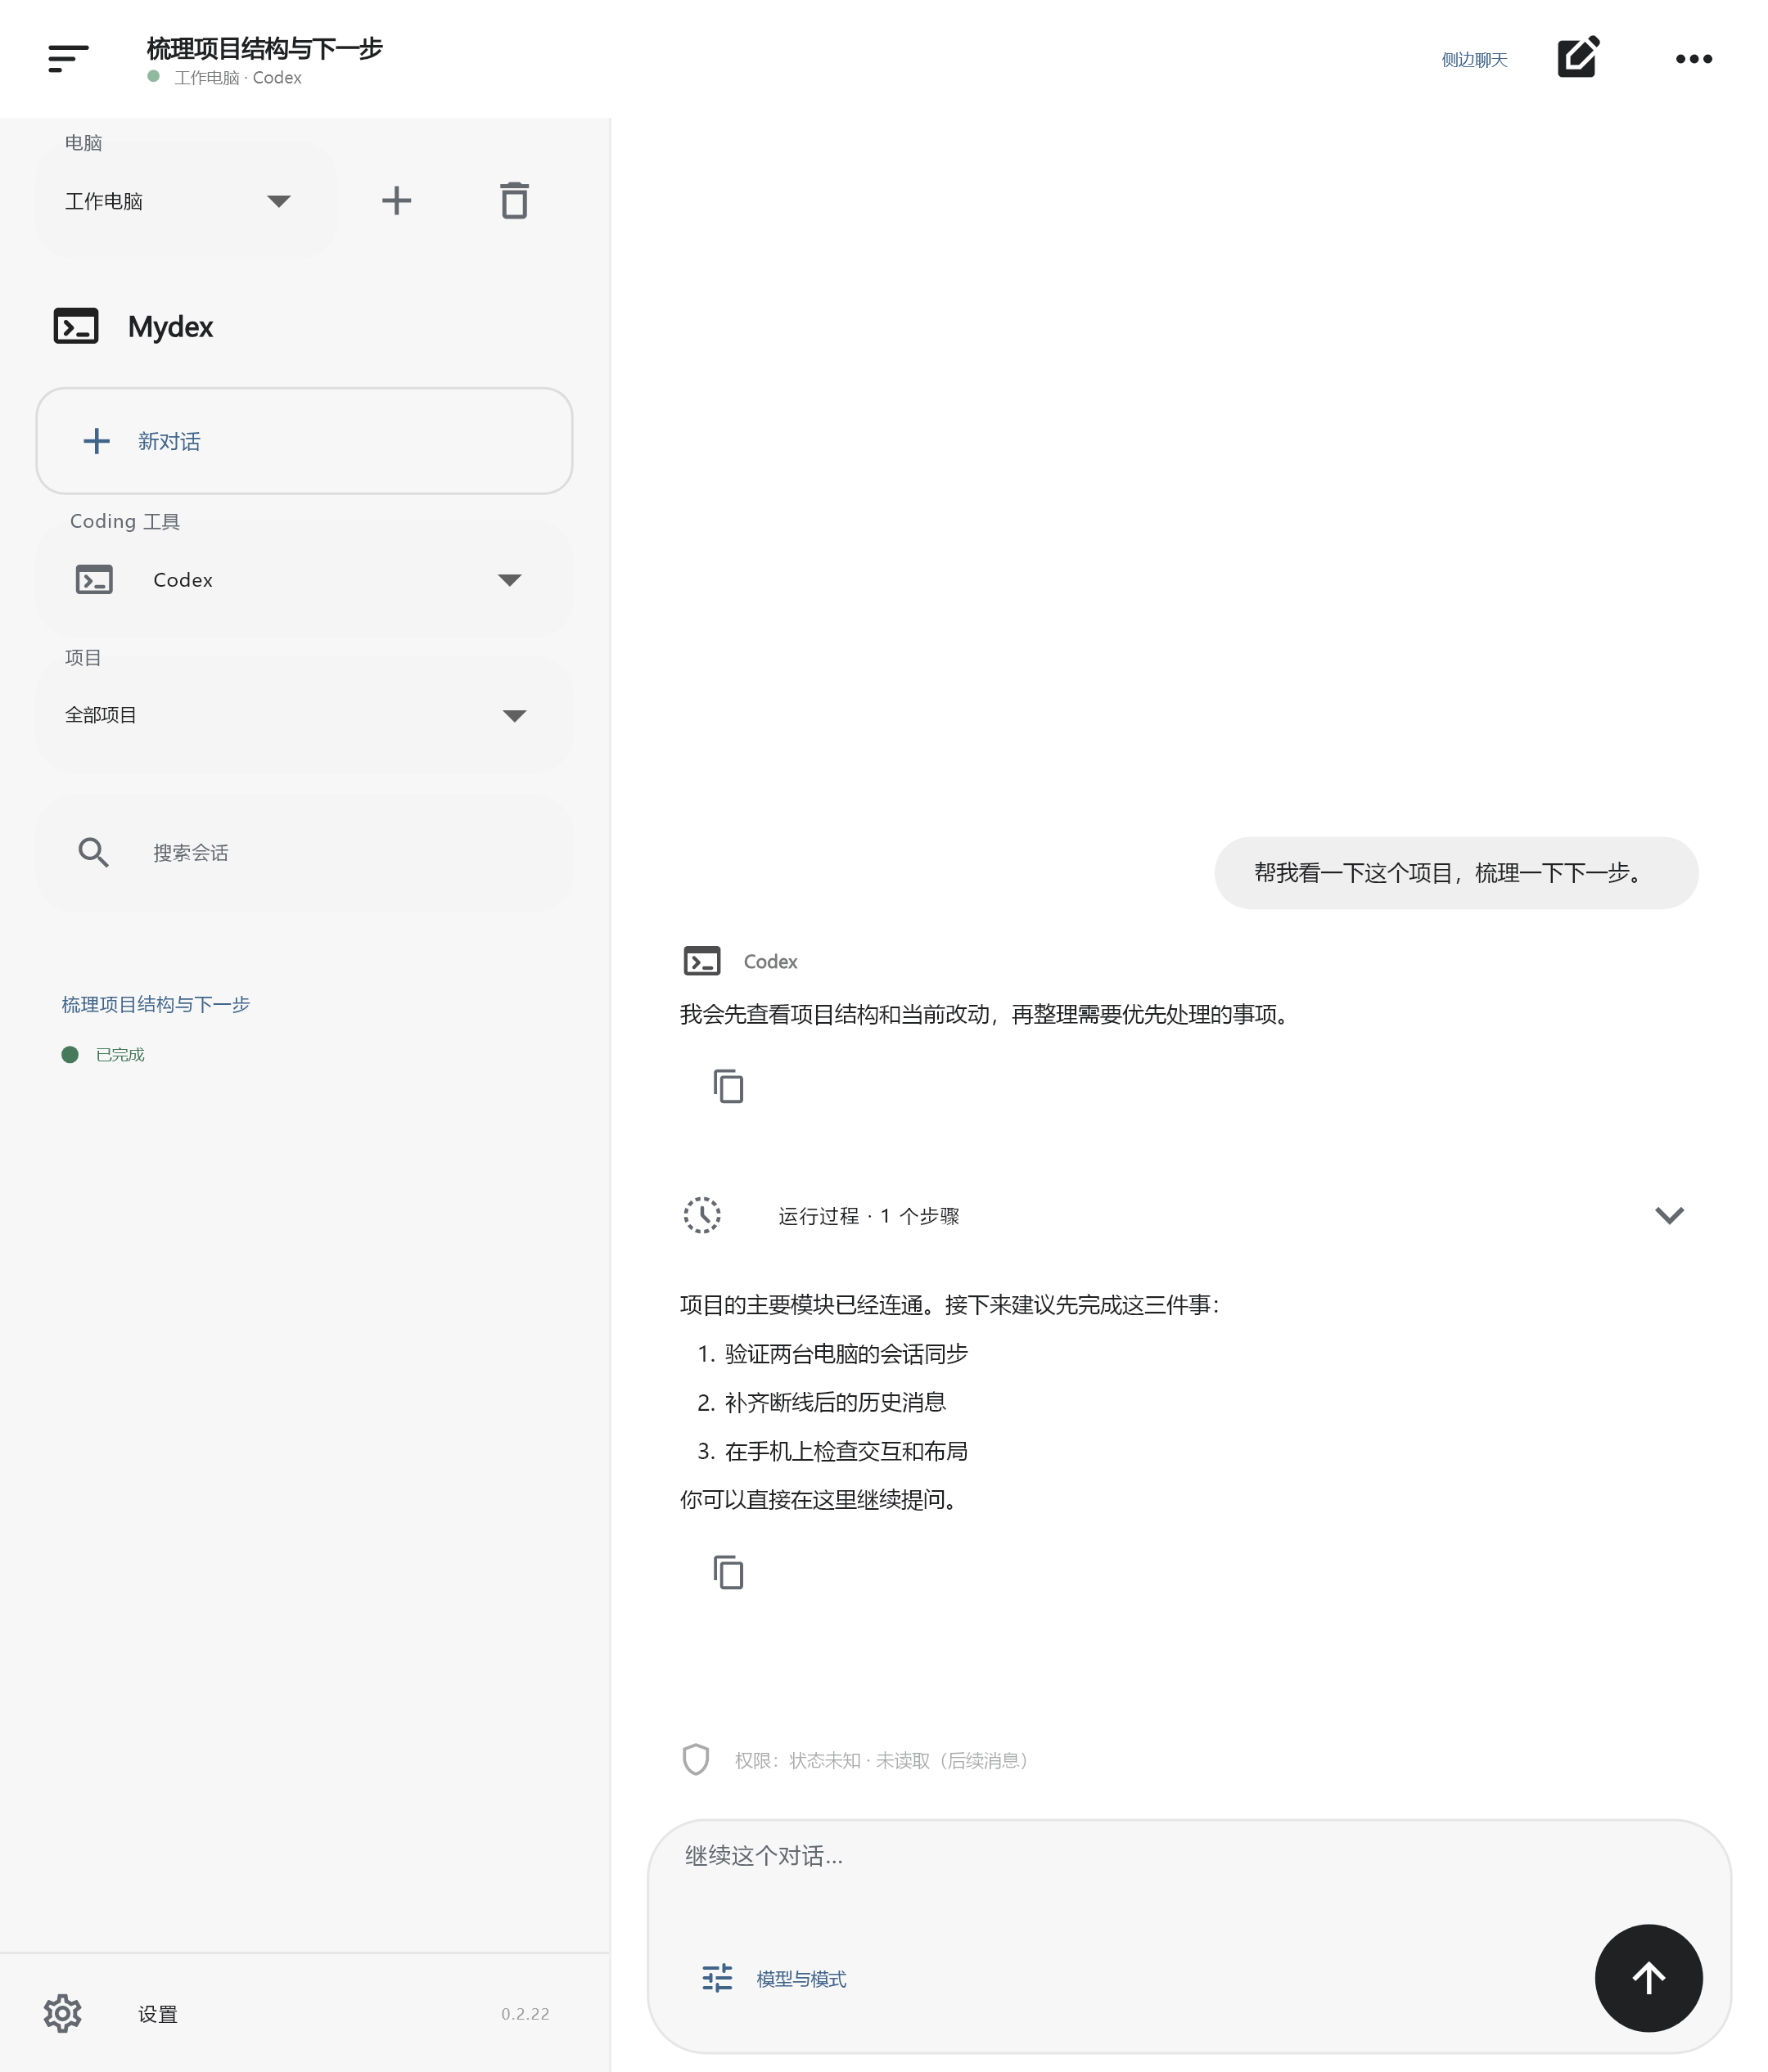 梳理项目结构与下一步
工作电脑 · Codex
侧边聊天
电脑
工作电脑
Mydex
新对话
Coding 工具
Codex
项目
全部项目
搜索会话
梳理项目结构与下一步
已完成
设置
0.2.22
帮我看一下这个项目，梳理一下下一步。
Codex
我会先查看项目结构和当前改动，再整理需要优先处理的事项。
运行过程 · 1 个步骤
项目的主要模块已经连通。接下来建议先完成这三件事：
1. 验证两台电脑的会话同步
2. 补齐断线后的历史消息
3. 在手机上检查交互和布局
你可以直接在这里继续提问。
权限：状态未知 · 未读取（后续消息）
继续这个对话...
模型与模式